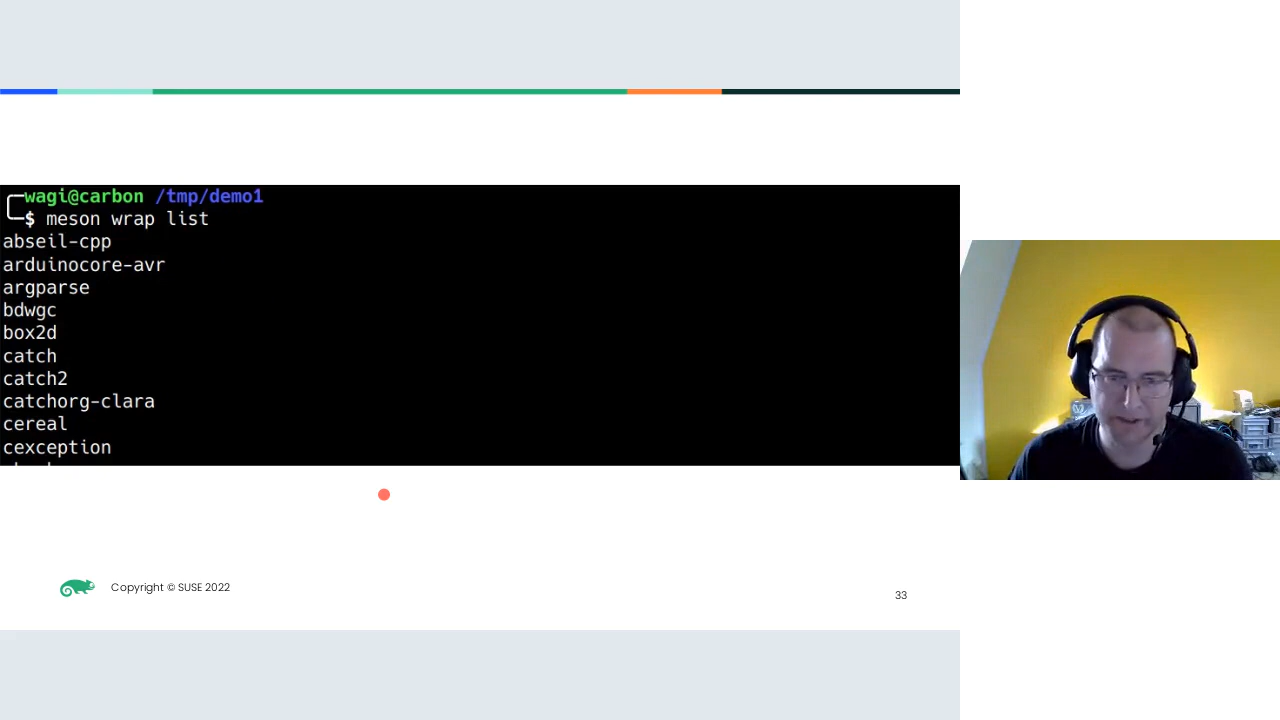 wagi@carbon /tmp/demo1
$ meson wrap list
abseil-cpp
arduinocore-avr
argparse
bdwgc
box2d
catch
catch2
catchorg-clara
cereal
cexception
Copyright © SUSE 2022
33